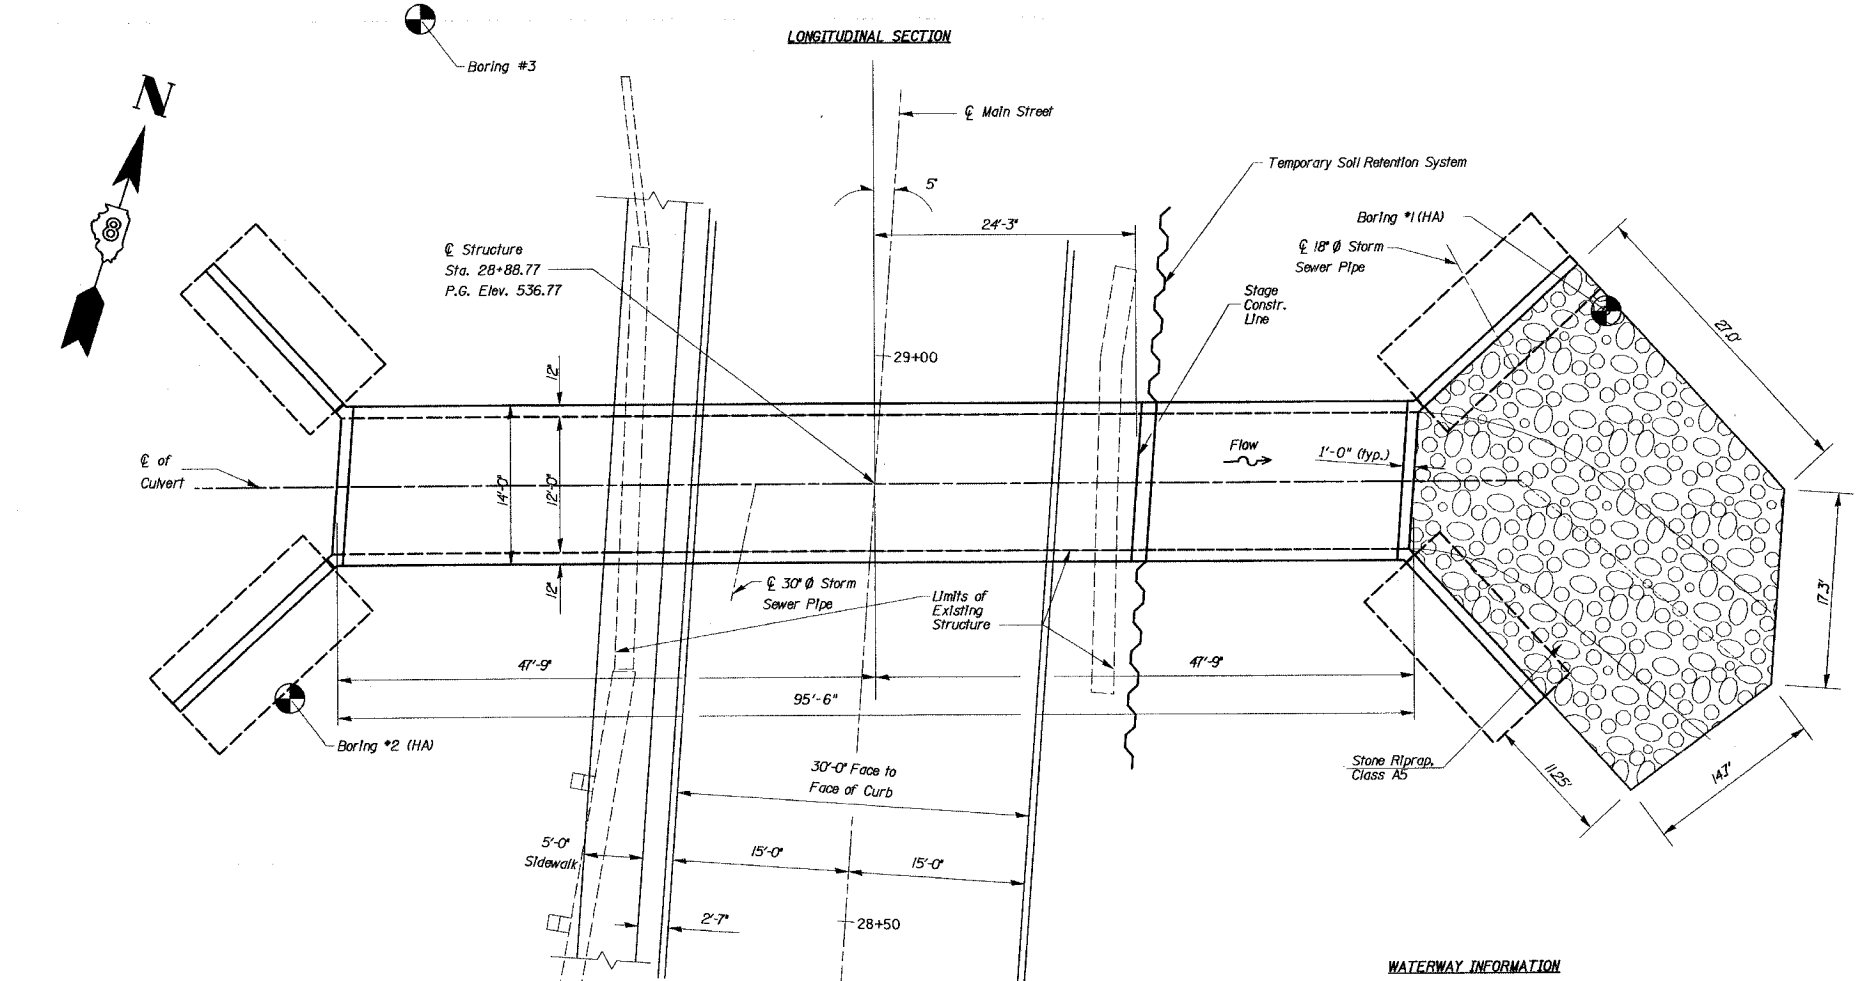 LONGITUDINAL SECTION
Boring #3
N
8
℄ Main Street
5°
Temporary Soil Retention System
24'-3"
Boring #1 (HA)
℄ 18" Ø Storm
Sewer Pipe
℄ Structure
Sta. 28+88.77
P.G. Elev. 536.77
Stage
Constr.
Line
27.0'
29+00
12"
Flow
1'-0" (typ.)
℄ of
Culvert
14'-0"
12'-0"
12"
℄ 30" Ø Storm
Sewer Pipe
Limits of
Existing
Structure
17.3'
47'-9"
47'-9"
95'-6"
Boring #2 (HA)
Stone Riprap,
Class A5
11.25'
14.1'
30'-0" Face to
Face of Curb
5'-0"
Sidewalk
15'-0"
15'-0"
2'-7"
28+50
WATERWAY INFORMATION